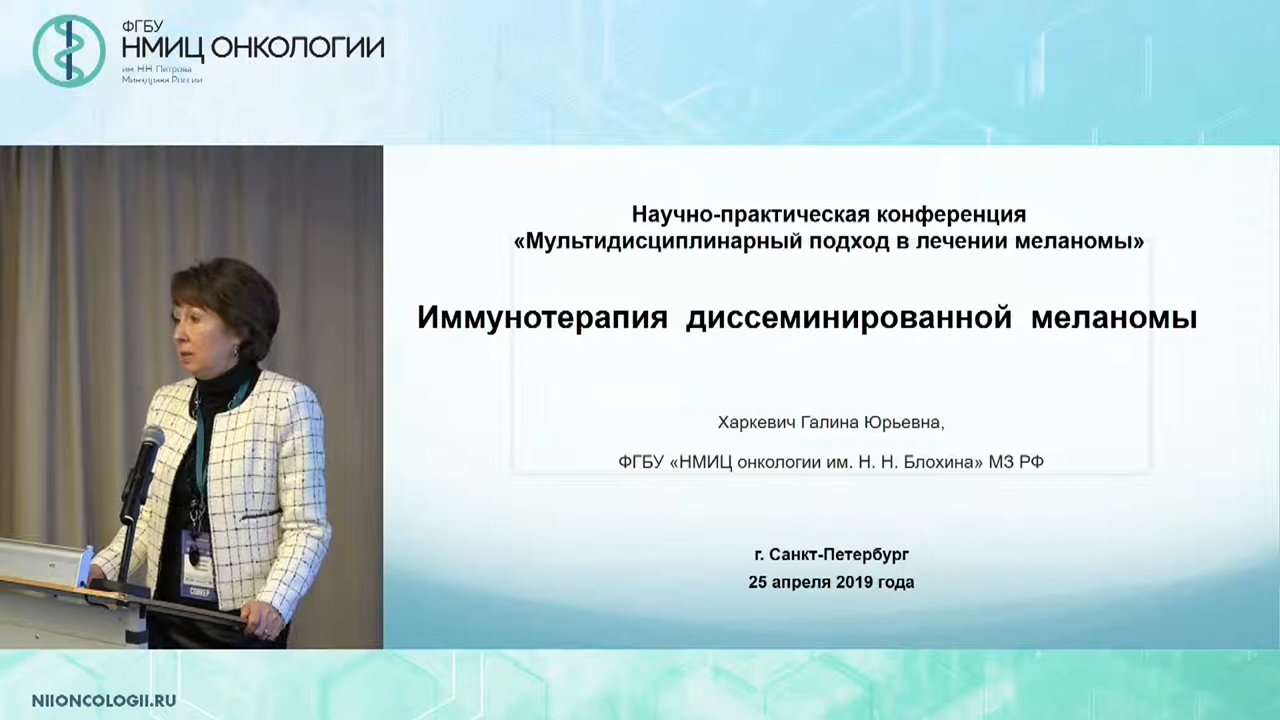 ФГБУ
НМИЦ ОНКОЛОГИИ
им. Н.Н. Петрова
Минздрава России
Научно-практическая конференция
«Мультидисциплинарный подход в лечении меланомы»
Иммунотерапия диссеминированной меланомы
Харкевич Галина Юрьевна,
ФГБУ «НМИЦ онкологии им. Н. Н. Блохина» МЗ РФ
г. Санкт-Петербург
25 апреля 2019 года
СПИКЕР
NIIONCOLOGII.RU